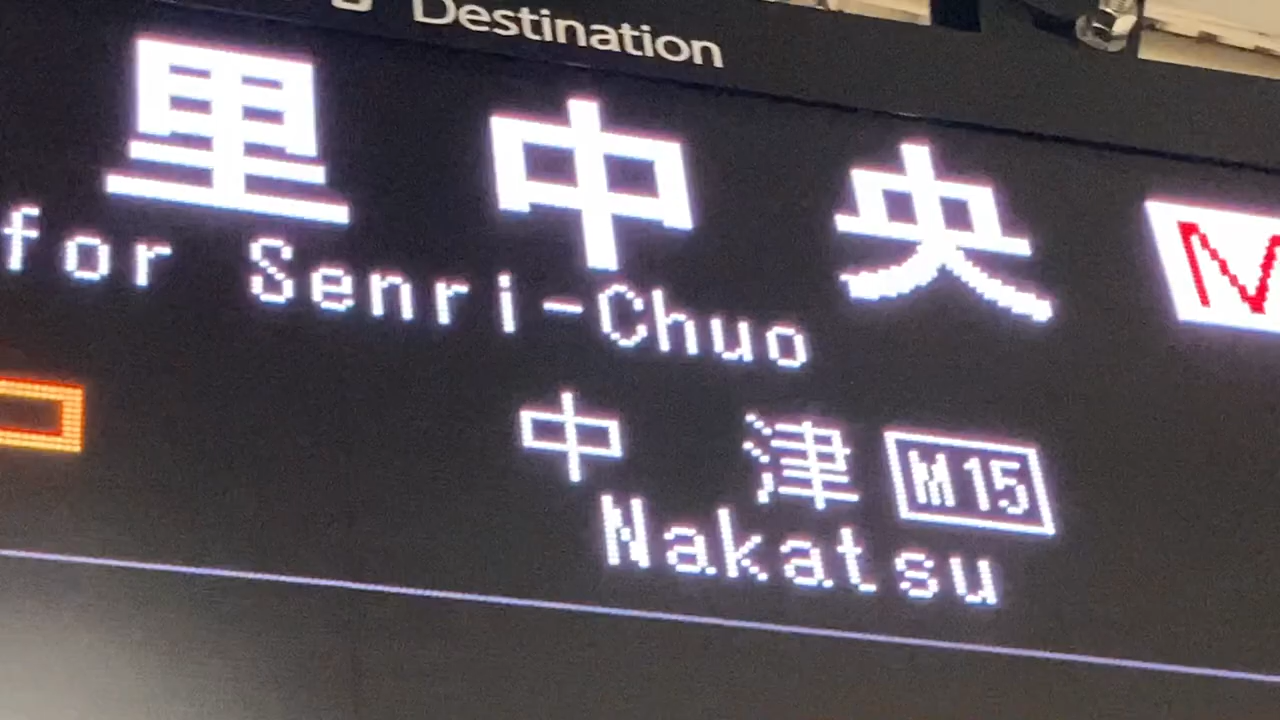 Destination
里中央 M
for Senri-Chuo
中津 M15
Nakatsu